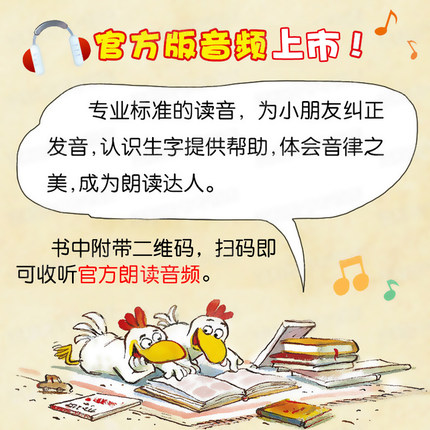 官方版音频上市！
专业标准的读音，为小朋友纠正
发音，认识生字提供帮助，体会音律之
美，成为朗读达人。
书中附带二维码，扫码即
可收听官方朗读音频。